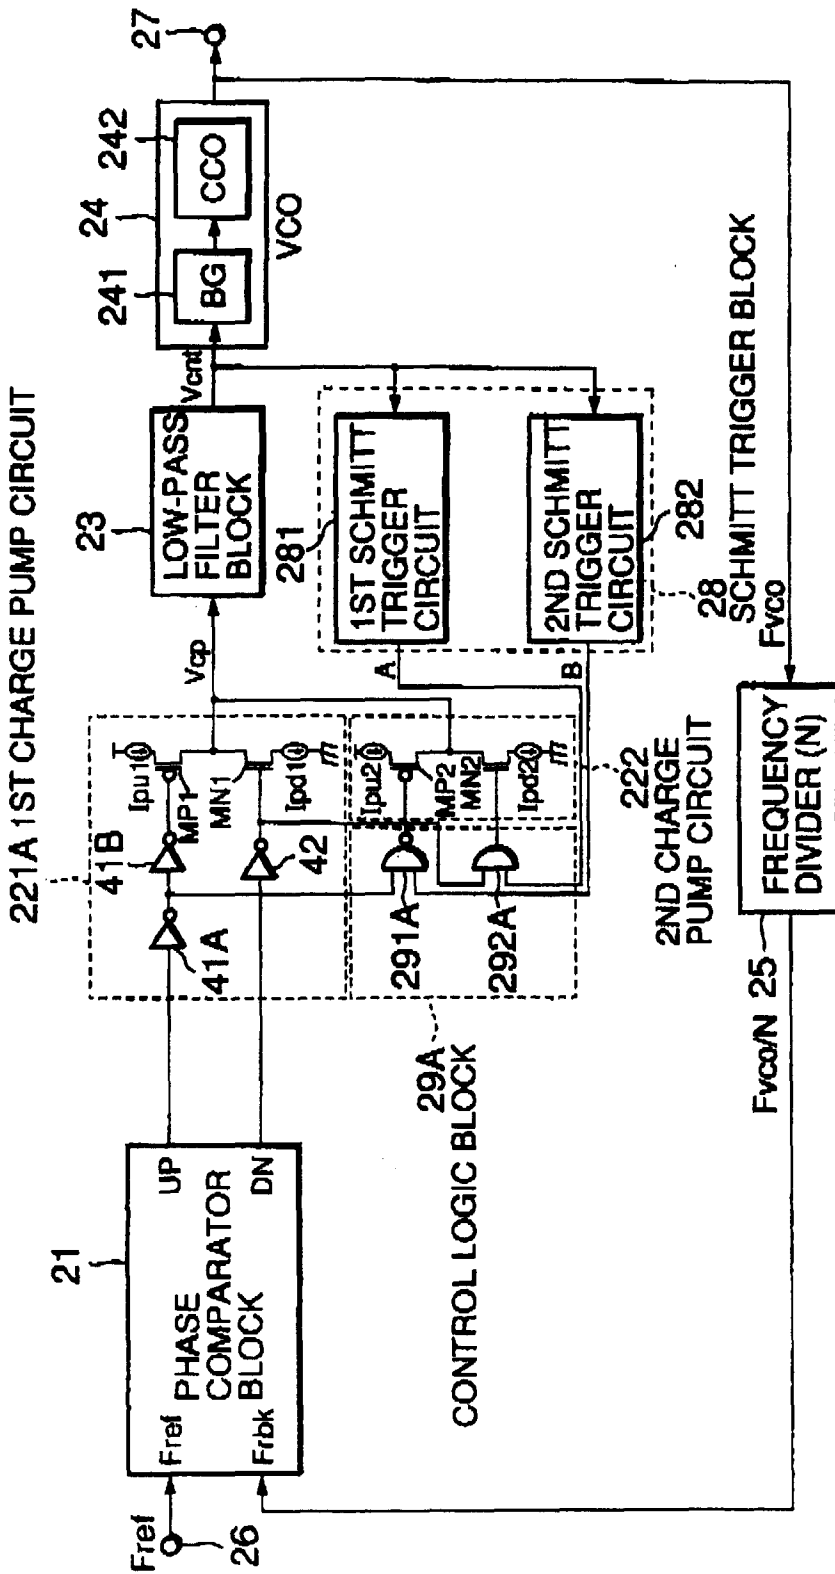 221A 1ST CHARGE PUMP CIRCUIT
Fref
26
Fref
Frbk
PHASE
COMPARATOR
BLOCK
21
UP
DN
41A
41B
42
Ipu1
MP1
MN1
Ipd1
Vcp
23
LOW-PASS
FILTER
BLOCK
Vcnt
241
BG
24
242
CCO
VCO
27
29A
CONTROL LOGIC BLOCK
291A
292A
Ipu2
MP2
MN2
Ipd2
222
2ND CHARGE
PUMP CIRCUIT
A
B
281
1ST SCHMITT
TRIGGER
CIRCUIT
2ND SCHMITT
TRIGGER
CIRCUIT
282
28
SCHMITT TRIGGER BLOCK
Fvco/N
25
FREQUENCY
DIVIDER (N)
Fvco